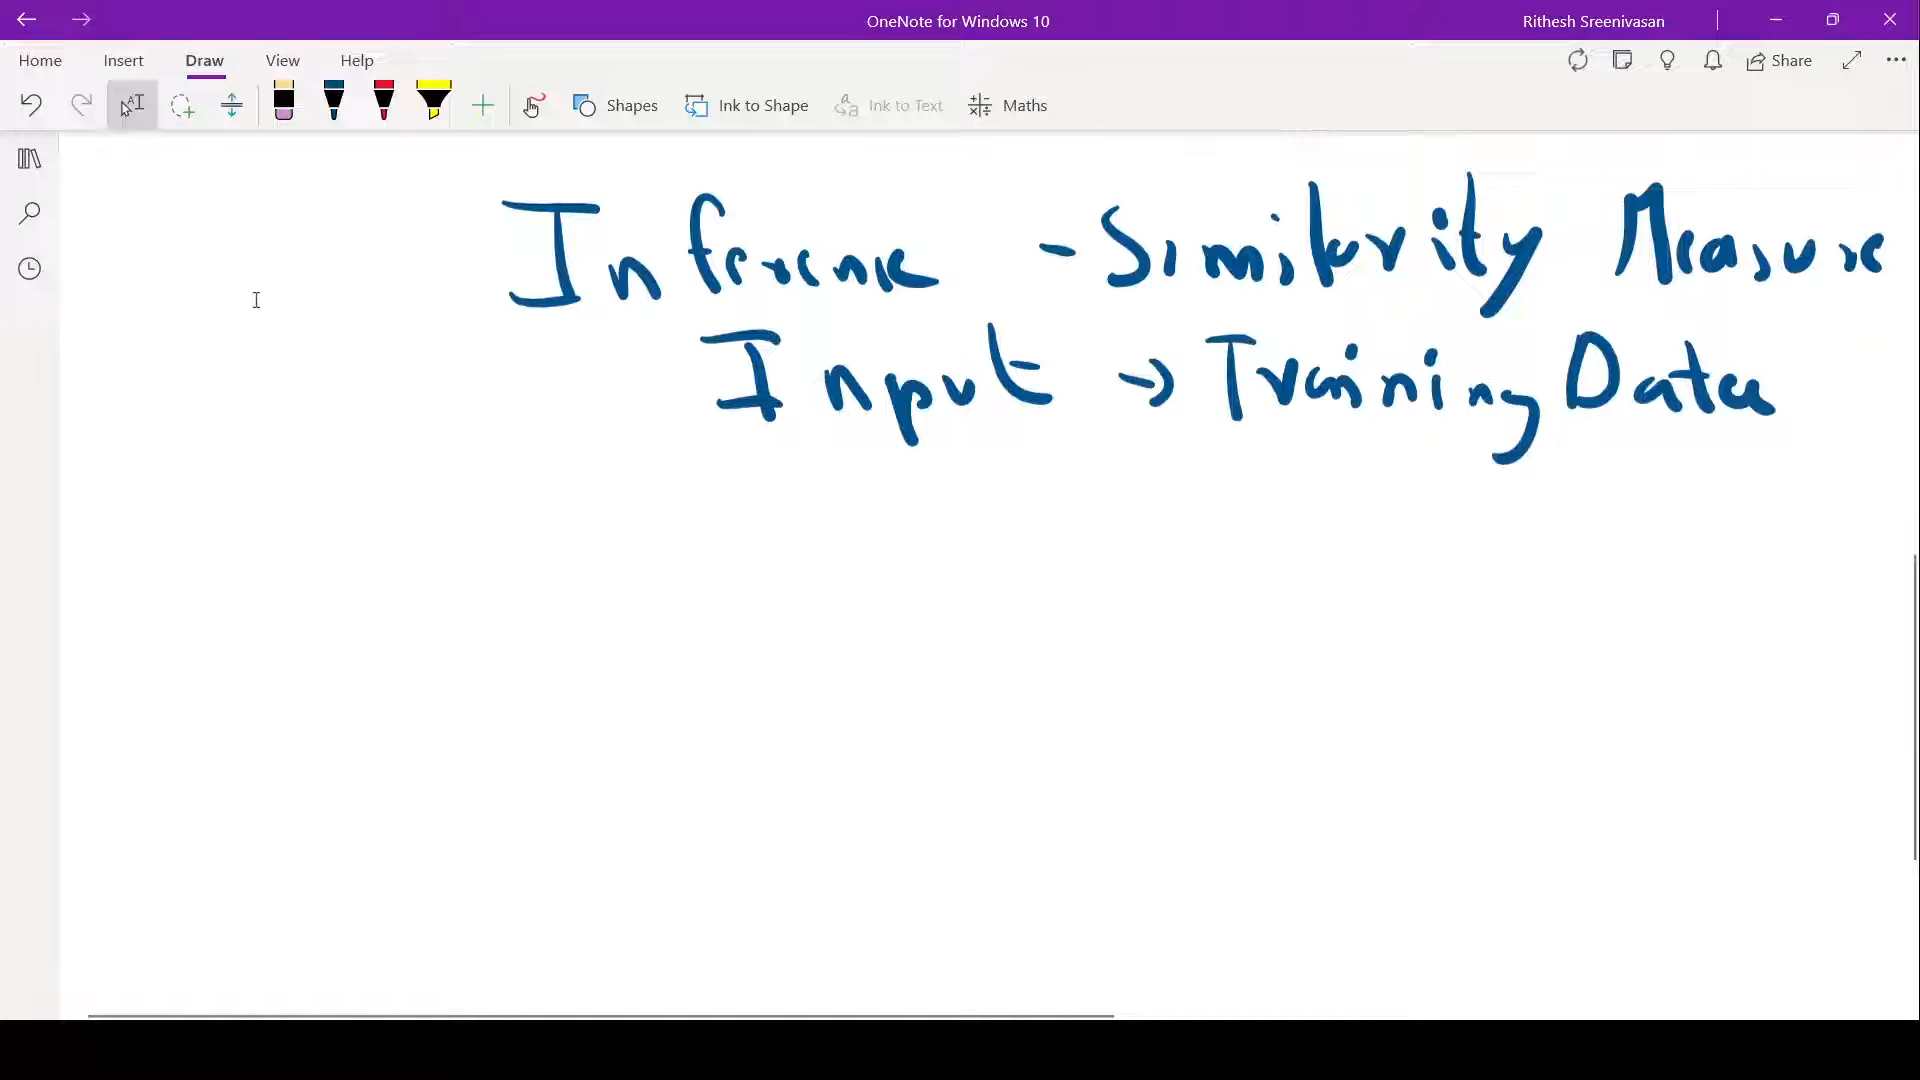 OneNote for Windows 10
Rithesh Sreenivasan
Home Insert Draw View Help
Share
Shapes Ink to Shape Ink to Text Maths
Inference - Similarity Measure
Input → Training Data